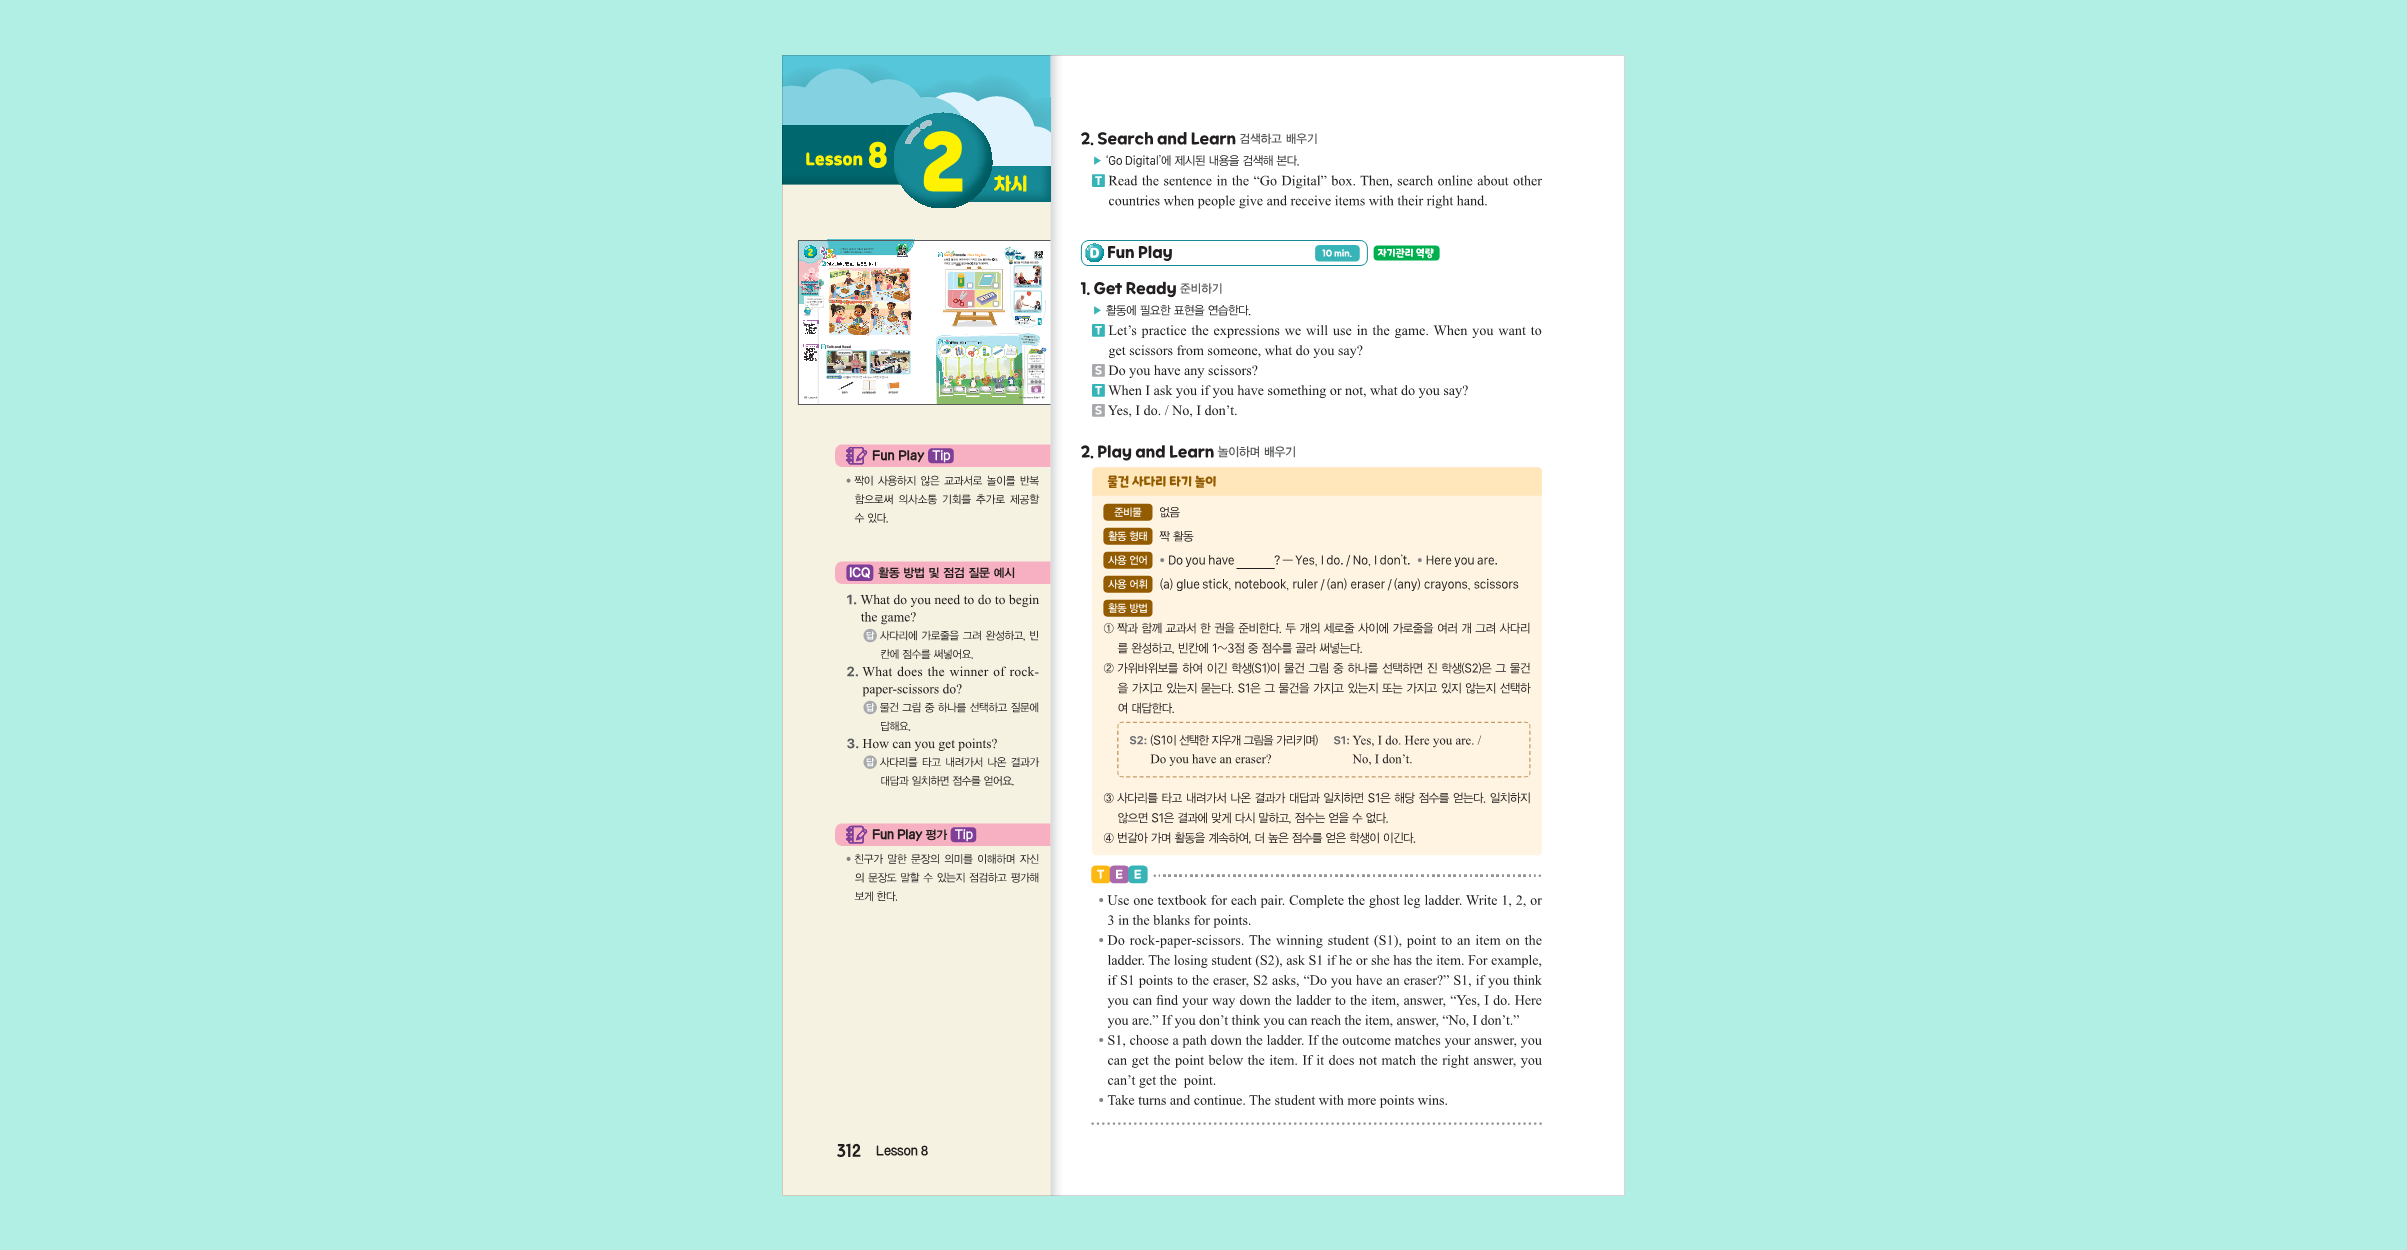 Lesson 8
2
차시
Fun Play Tip
• 짝이 사용하지 않은 교과서로 놀이를 반복
함으로써 의사소통 기회를 추가로 제공할
수 있다.
ICQ 활동 방법 및 점검 질문 예시
1. What do you need to do to begin
the game?
답 사다리에 가로줄을 그려 완성하고, 빈
칸에 점수를 써넣어요.
2. What does the winner of rock-
paper-scissors do?
답 물건 그림 중 하나를 선택하고 질문에
답해요.
3. How can you get points?
답 사다리를 타고 내려가서 나온 결과가
대답과 일치하면 점수를 얻어요.
Fun Play 평가 Tip
• 친구가 말한 문장의 의미를 이해하며 자신
의 문장도 말할 수 있는지 점검하고 평가해
보게 한다.
312 Lesson 8
2. Search and Learn 검색하고 배우기
▶ ‘Go Digital’에 제시된 내용을 검색해 본다.
T Read the sentence in the “Go Digital” box. Then, search online about other
countries when people give and receive items with their right hand.
D Fun Play 10 min. 자기관리 역량
1. Get Ready 준비하기
▶ 활동에 필요한 표현을 연습한다.
T Let’s practice the expressions we will use in the game. When you want to
get scissors from someone, what do you say?
S Do you have any scissors?
T When I ask you if you have something or not, what do you say?
S Yes, I do. / No, I don’t.
2. Play and Learn 놀이하며 배우기
물건 사다리 타기 놀이
준비물 없음
활동 형태 짝 활동
사용 언어 • Do you have ______? — Yes, I do. / No, I don’t. • Here you are.
사용 어휘 (a) glue stick, notebook, ruler / (an) eraser / (any) crayons, scissors
활동 방법
① 짝과 함께 교과서 한 권을 준비한다. 두 개의 세로줄 사이에 가로줄을 여러 개 그려 사다리
를 완성하고, 빈칸에 1~3점 중 점수를 골라 써넣는다.
② 가위바위보를 하여 이긴 학생(S1)이 물건 그림 중 하나를 선택하면 진 학생(S2)은 그 물건
을 가지고 있는지 묻는다. S1은 그 물건을 가지고 있는지 또는 가지고 있지 않는지 선택하
여 대답한다.
S2: (S1이 선택한 지우개 그림을 가리키며) S1: Yes, I do. Here you are. /
Do you have an eraser? No, I don’t.
③ 사다리를 타고 내려가서 나온 결과가 대답과 일치하면 S1은 해당 점수를 얻는다. 일치하지
않으면 S1은 결과에 맞게 다시 말하고, 점수는 얻을 수 없다.
④ 번갈아 가며 활동을 계속하여, 더 높은 점수를 얻은 학생이 이긴다.
TEE
• Use one textbook for each pair. Complete the ghost leg ladder. Write 1, 2, or
3 in the blanks for points.
• Do rock-paper-scissors. The winning student (S1), point to an item on the
ladder. The losing student (S2), ask S1 if he or she has the item. For example,
if S1 points to the eraser, S2 asks, “Do you have an eraser?” S1, if you think
you can find your way down the ladder to the item, answer, “Yes, I do. Here
you are.” If you don’t think you can reach the item, answer, “No, I don’t.”
• S1, choose a path down the ladder. If the outcome matches your answer, you
can get the point below the item. If it does not match the right answer, you
can’t get the point.
• Take turns and continue. The student with more points wins.